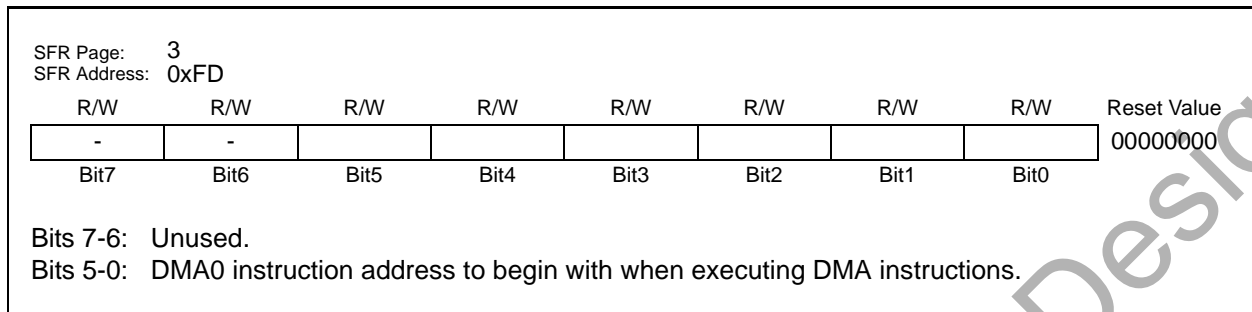 SFR Page: 3
SFR Address: 0xFD
R/W R/W R/W R/W R/W R/W R/W R/W Reset Value
- - 00000000
Bit7 Bit6 Bit5 Bit4 Bit3 Bit2 Bit1 Bit0
Bits 7-6: Unused.
Bits 5-0: DMA0 instruction address to begin with when executing DMA instructions.